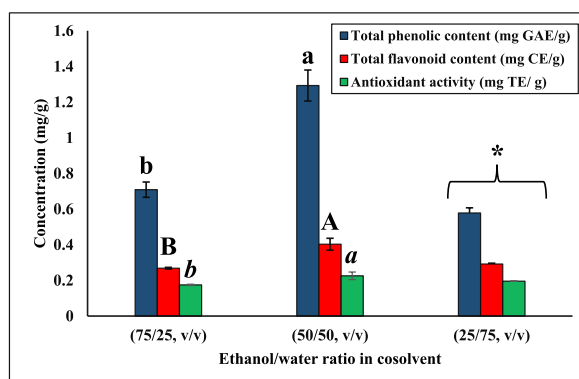 Total phenolic content (mg GAE/g)
Total flavonoid content (mg CE/g)
Antioxidant activity (mg TE/ g)
Concentration (mg/g)
1.6
1.4
1.2
1
0.8
0.6
0.4
0.2
0
b
B
b
a
A
a
*
(75/25, v/v)
(50/50, v/v)
(25/75, v/v)
Ethanol/water ratio in cosolvent